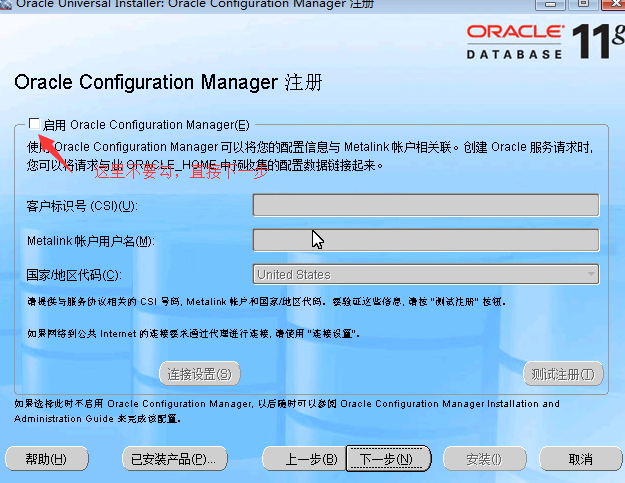 Oracle Universal Installer: Oracle Configuration Manager 注册
ORACLE
DATABASE 11g
Oracle Configuration Manager 注册
启用 Oracle Configuration Manager(E)
使用 Oracle Configuration Manager 可以将您的配置信息与 Metalink 帐户相关联。创建 Oracle 服务请求时,
您可以将请求与此 ORACLE_HOME 中预收集的配置数据链接起来。
这里不要勾，直接下一步
客户标识号 (CSI)(U):
Metalink 帐户用户名(M):
国家/地区代码(C):
United States
请提供与服务协议相关的 CSI 号码, Metalink 帐户和国家/地区代码。要验证这些信息, 请按 "测试注册" 按钮。
如果网络到公共 Internet 的连接要求通过代理进行连接, 请使用 "连接设置"。
连接设置(S)
测试注册(T)
如果选择此时不启用 Oracle Configuration Manager, 以后随时可以参阅 Oracle Configuration Manager Installation and
Administration Guide 来完成该配置。
帮助(H)
已安装产品(P)...
上一步(B)
下一步(N)
安装(I)
取消